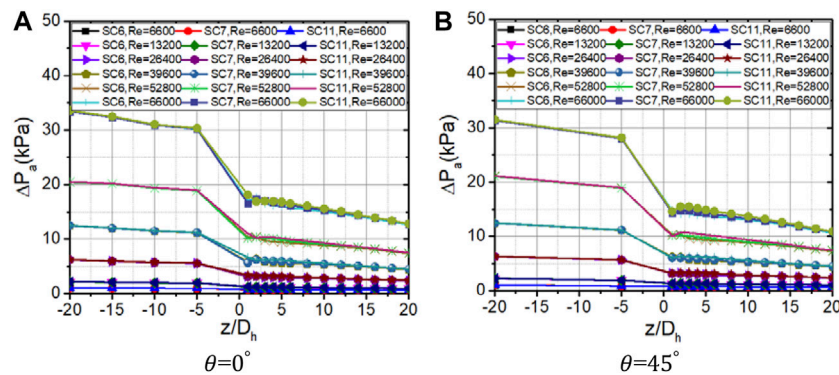 A
SC6,Re=6600 SC7,Re=6600 SC11,Re=6600
SC6,Re=13200 SC7,Re=13200 SC11,Re=13200
SC6,Re=26400 SC7,Re=26400 SC11,Re=26400
SC6,Re=39600 SC7,Re=39600 SC11,Re=39600
SC6,Re=52800 SC7,Re=52800 SC11,Re=52800
SC6,Re=66000 SC7,Re=66000 SC11,Re=66000
ΔPa(kPa)
50
40
30
20
10
0
-20 -15 -10 -5 0 5 10 15 20
z/Dh
θ=0°
B
SC6,Re=6600 SC7,Re=6600 SC11,Re=6600
SC6,Re=13200 SC7,Re=13200 SC11,Re=13200
SC6,Re=26400 SC7,Re=26400 SC11,Re=26400
SC6,Re=39600 SC7,Re=39600 SC11,Re=39600
SC6,Re=52800 SC7,Re=52800 SC11,Re=52800
SC6,Re=66000 SC7,Re=66000 SC11,Re=66000
ΔPa(kPa)
50
40
30
20
10
0
-20 -15 -10 -5 0 5 10 15 20
z/Dh
θ=45°